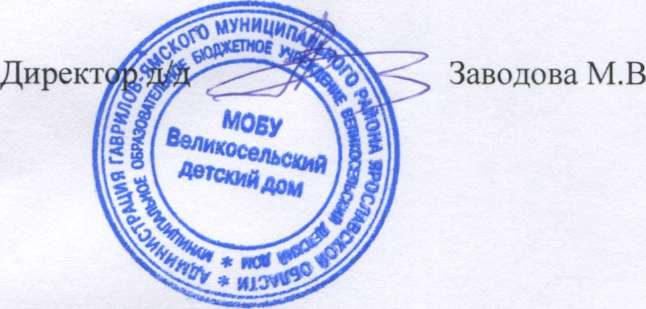 Директор д/д Заводова М.В
АДМИНИСТРАЦИЯ ГАВРИЛОВ-ЯМСКОГО МУНИЦИПАЛЬНОГО РАЙОНА ЯРОСЛАВСКОЙ ОБЛАСТИ *
МУНИЦИПАЛЬНОЕ ОБРАЗОВАТЕЛЬНОЕ БЮДЖЕТНОЕ УЧРЕЖДЕНИЕ ВЕЛИКОСЕЛЬСКИЙ ДЕТСКИЙ ДОМ *
МОБУ
Великосельский
детский дом